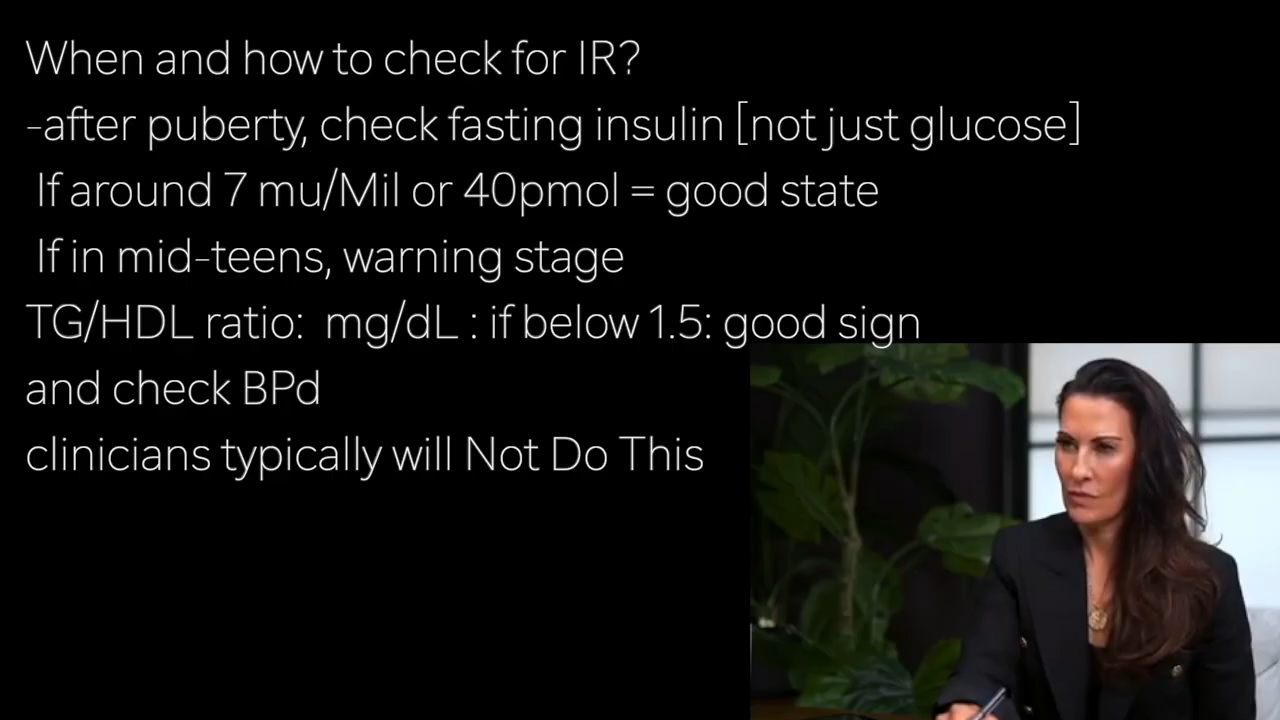 When and how to check for IR?
-after puberty, check fasting insulin [not just glucose]
If around 7 mu/Mil or 40pmol = good state
If in mid-teens, warning stage
TG/HDL ratio: mg/dL : if below 1.5: good sign
and check BPd
clinicians typically will Not Do This